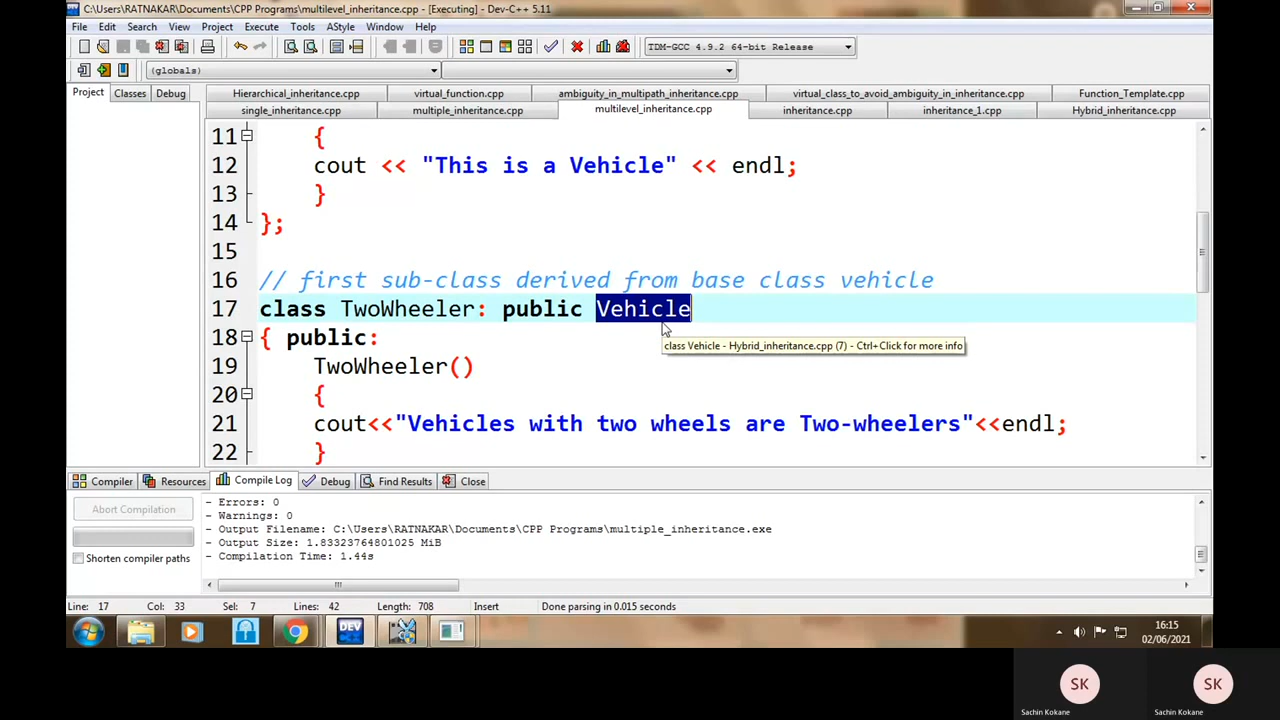 C:\Users\RATNAKAR\Documents\CPP Programs\multilevel_inheritance.cpp - [Executing] - Dev-C++ 5.11
File Edit Search View Project Execute Tools AStyle Window Help
TDM-GCC 4.9.2 64-bit Release
(globals)
Project Classes Debug
Hierarchical_inheritance.cpp virtual_function.cpp ambiguity_in_multipath_inheritance.cpp virtual_class_to_avoid_ambiguity_in_inheritance.cpp Function_Template.cpp
single_inheritance.cpp multiple_inheritance.cpp multilevel_inheritance.cpp inheritance.cpp inheritance_1.cpp Hybrid_inheritance.cpp
11 {
12 cout << "This is a Vehicle" << endl;
13 }
14 };
15
16 // first sub-class derived from base class vehicle
17 class TwoWheeler: public Vehicle
18 { public:
class Vehicle - Hybrid_inheritance.cpp (7) - Ctrl+Click for more info
19 TwoWheeler()
20 {
21 cout<<"Vehicles with two wheels are Two-wheelers"<<endl;
22 }
Compiler Resources Compile Log Debug Find Results Close
Abort Compilation
Shorten compiler paths
- Errors: 0
- Warnings: 0
- Output Filename: C:\Users\RATNAKAR\Documents\CPP Programs\multiple_inheritance.exe
- Output Size: 1.83323764801025 MiB
- Compilation Time: 1.44s
Line: 17 Col: 33 Sel: 7 Lines: 42 Length: 708 Insert Done parsing in 0.015 seconds
DEV
16:15
02/06/2021
SK SK
Sachin Kokane Sachin Kokane